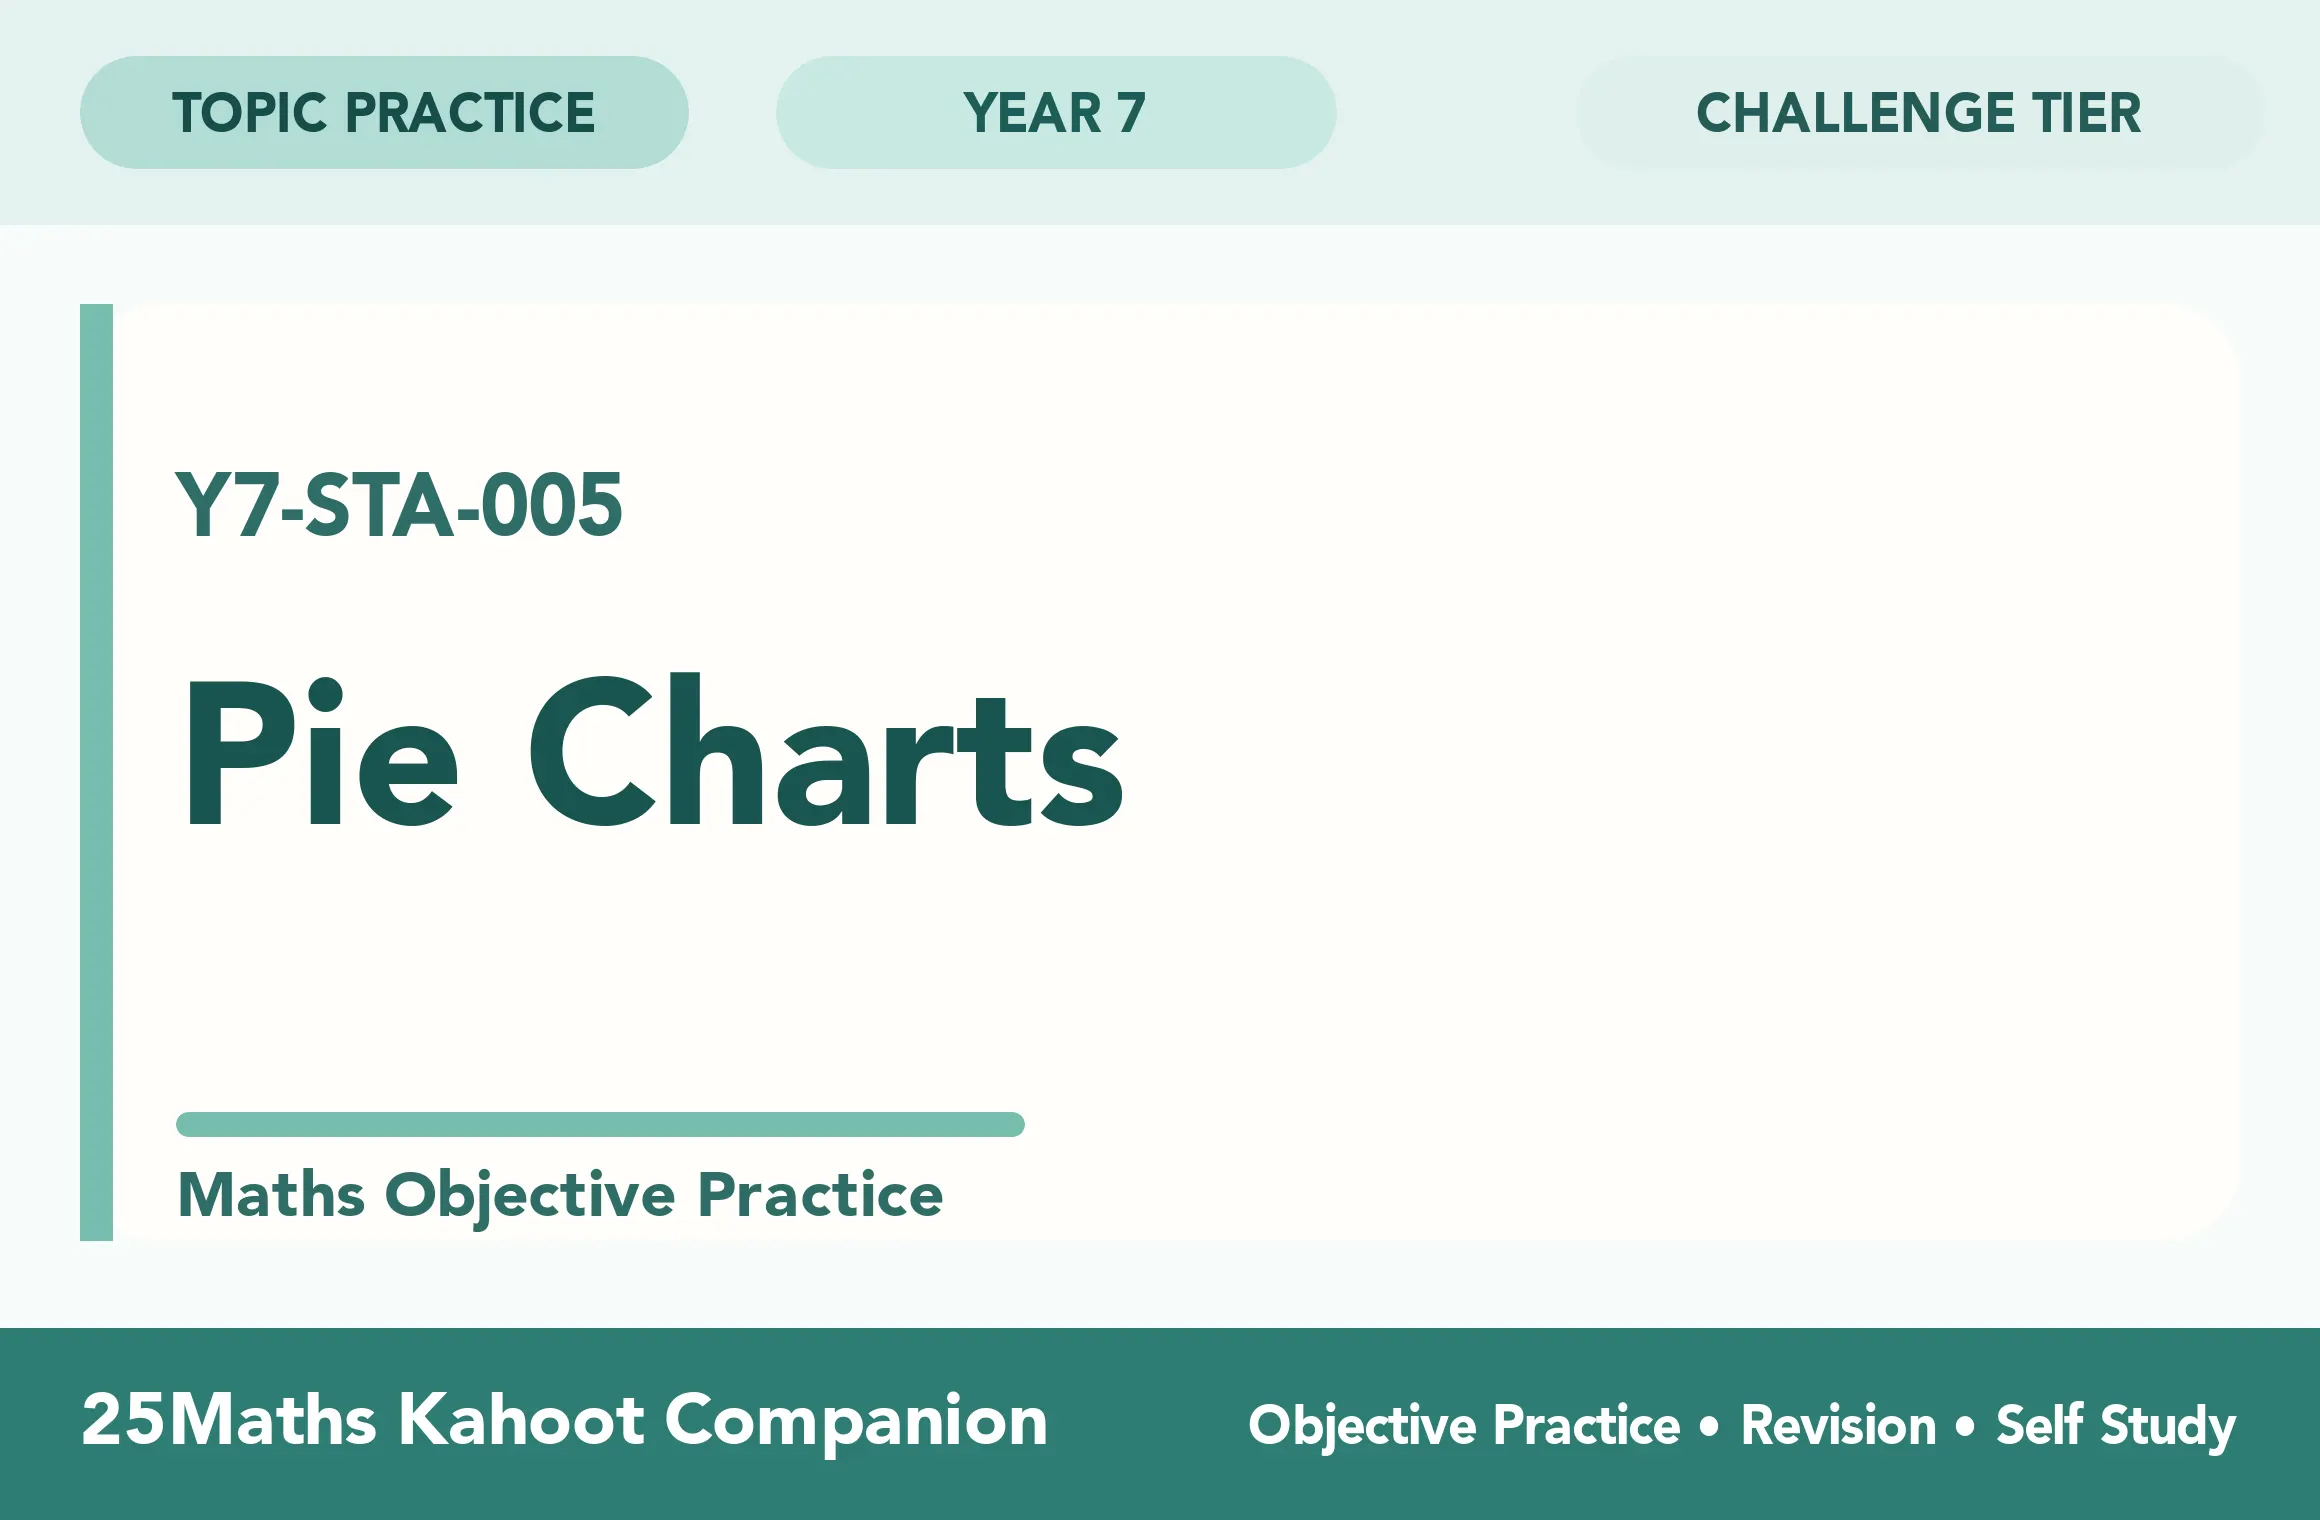 TOPIC PRACTICE
YEAR 7
CHALLENGE TIER
Y7-STA-005
Pie Charts
Maths Objective Practice
25Maths Kahoot Companion
Objective Practice • Revision • Self Study